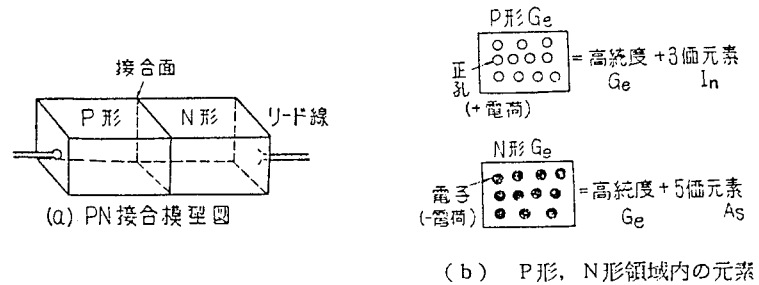 接合面
P形 N形 リード線
(a) PN接合模型図
P形Ge
正孔
(+電荷)
= 高純度 + 3価元素
Ge In
N形Ge
電子
(-電荷)
= 高純度 + 5価元素
Ge As
(b) P形, N形領域内の元素